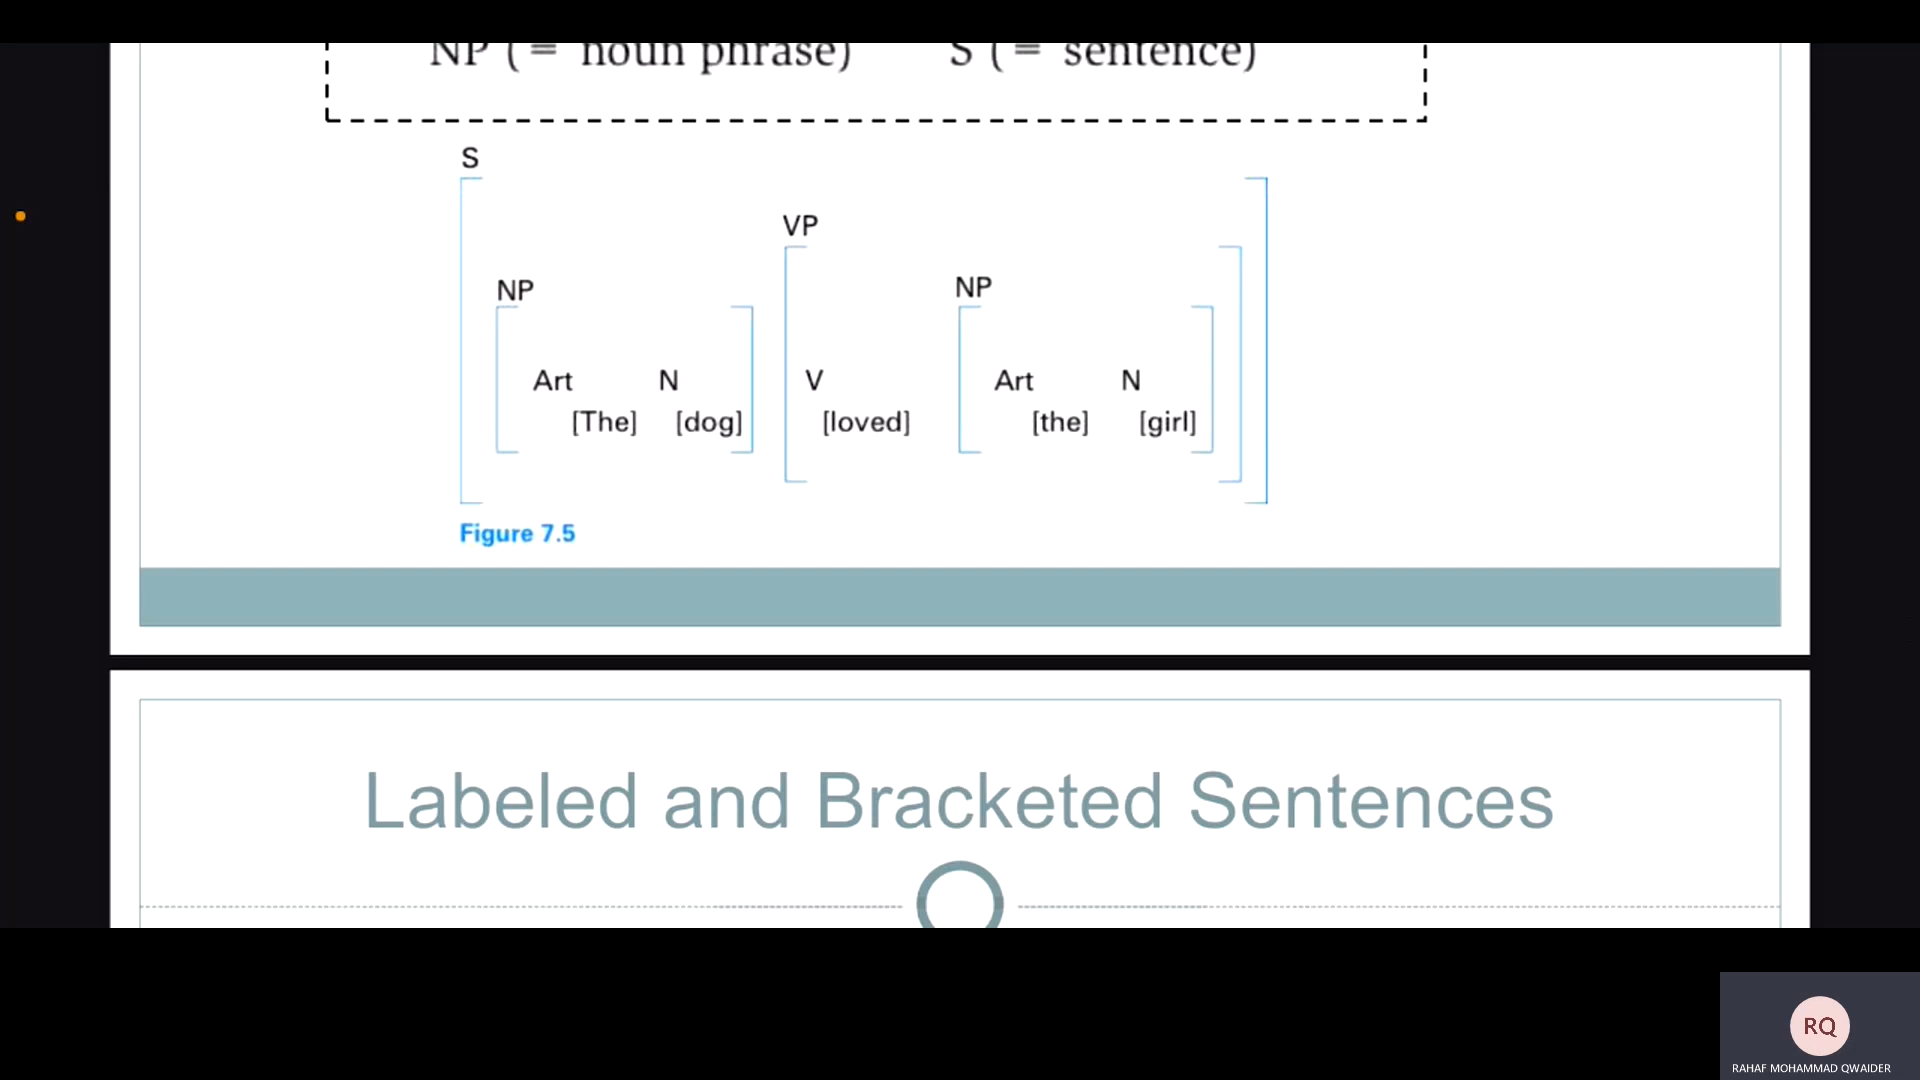 NP ( = noun phrase) S ( = sentence)
S
VP
NP NP
Art N V Art N
[The] [dog] [loved] [the] [girl]
Figure 7.5
Labeled and Bracketed Sentences
RQ
RAHAF MOHAMMAD QWAIDER